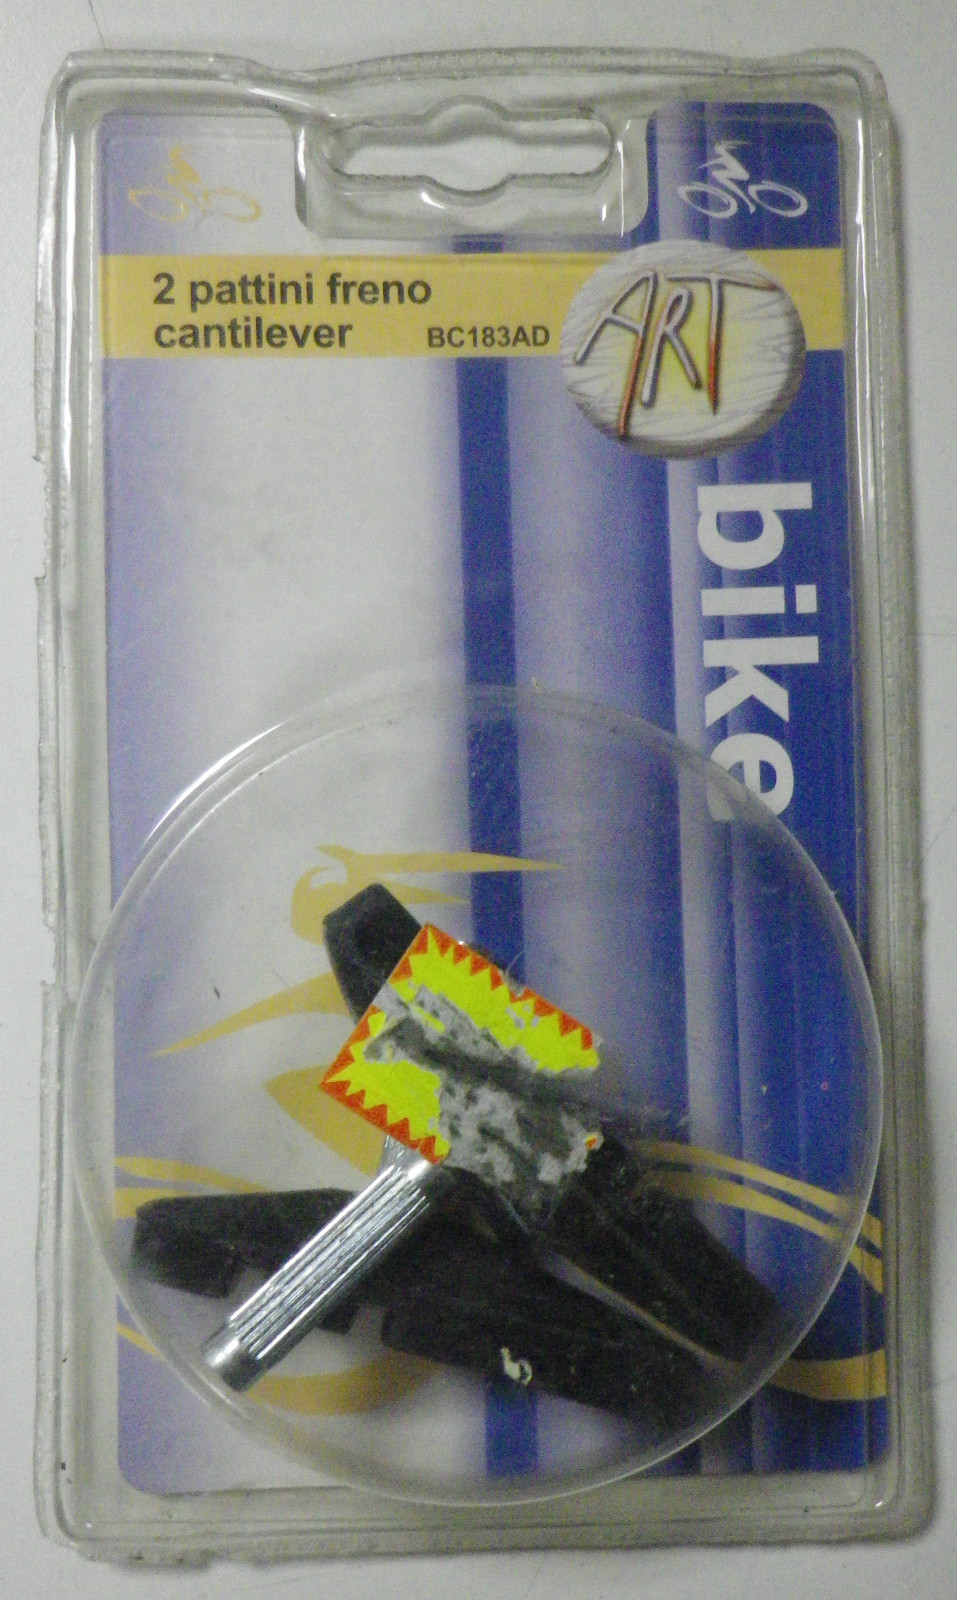 2 pattini freno
cantilever BC183AD
ART
bike